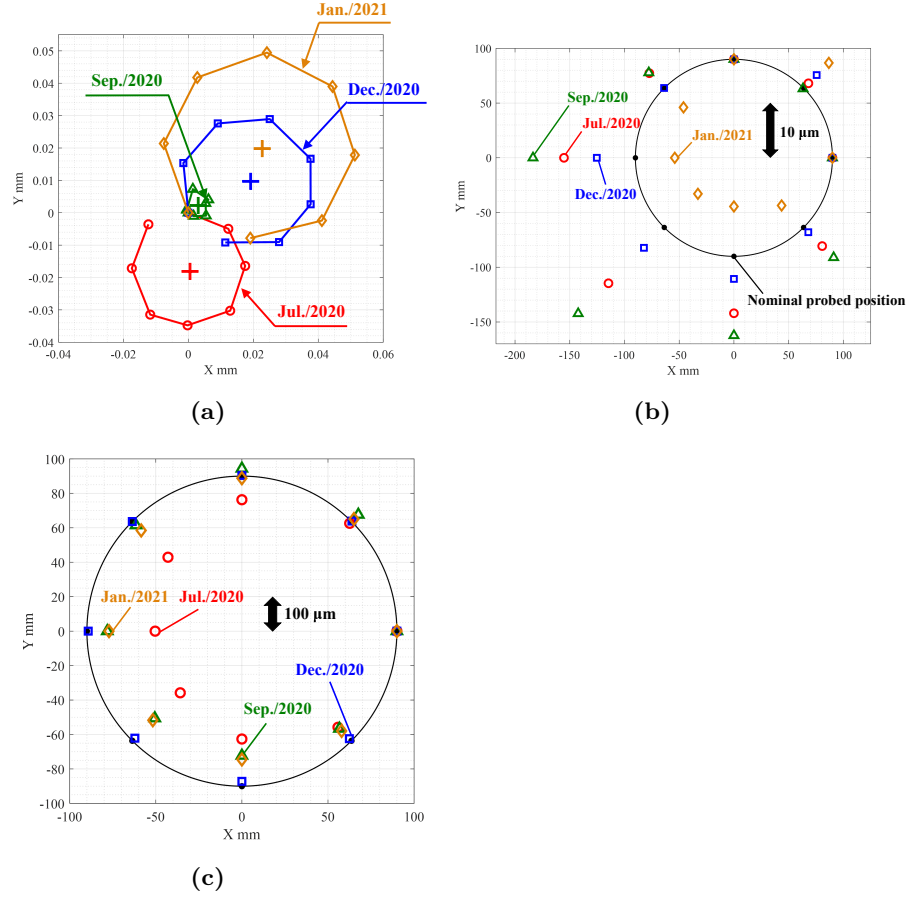 Jan./2021
Sep./2020
Dec./2020
Jul./2020
Y mm
0.05
0.04
0.03
0.02
0.01
0
-0.01
-0.02
-0.03
-0.04
-0.04
-0.02
0
0.02
0.04
0.06
X mm
(a)
Sep./2020
Jul./2020
Jan./2021
Dec./2020
10 µm
Nominal probed position
Y mm
100
50
0
-50
-100
-150
-200
-150
-100
-50
0
50
100
X mm
(b)
Jan./2021
Jul./2020
100 µm
Dec./2020
Sep./2020
Y mm
100
80
60
40
20
0
-20
-40
-60
-80
-100
-100
-50
0
50
100
X mm
(c)